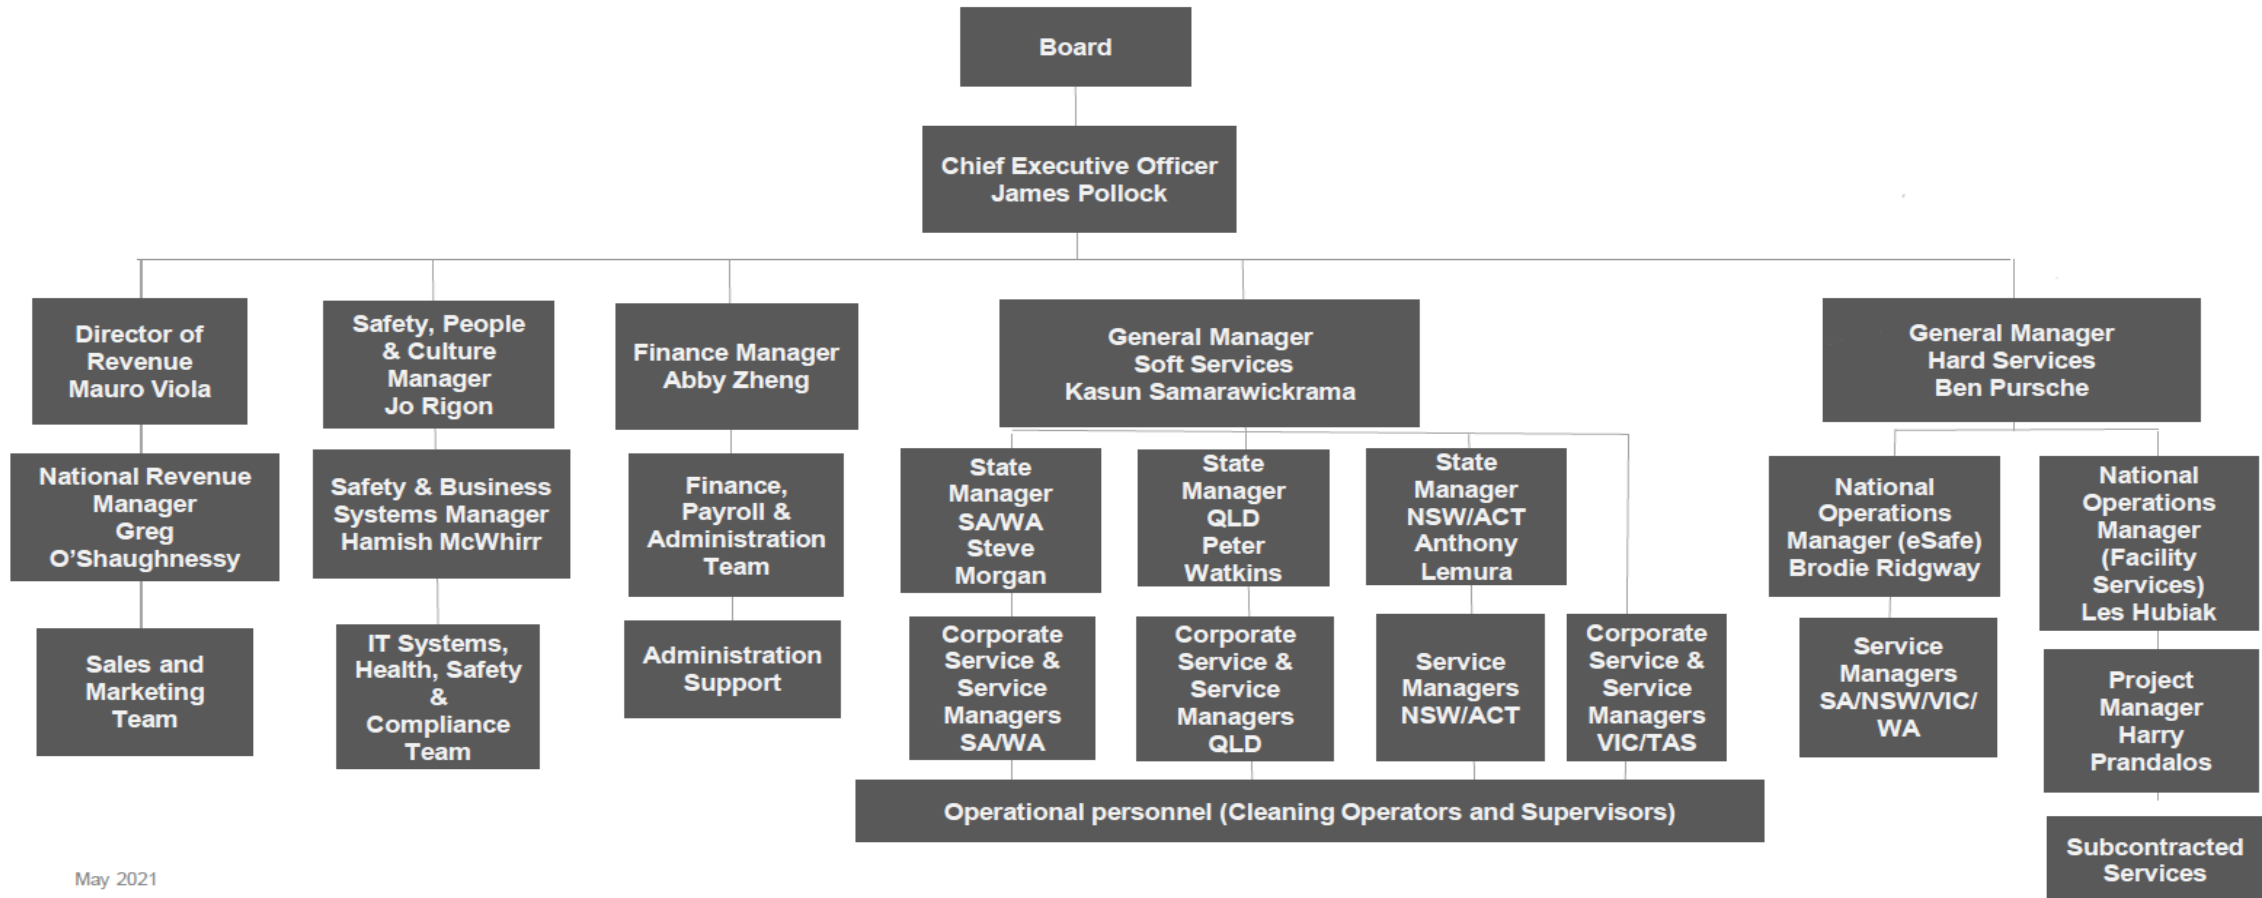 Board
Chief Executive Officer
James Pollock
Director of
Revenue
Mauro Viola
Safety, People
& Culture
Manager
Jo Rigon
Finance Manager
Abby Zheng
General Manager
Soft Services
Kasun Samarawickrama
General Manager
Hard Services
Ben Pursche
National Revenue
Manager
Greg
O’Shaughnessy
Safety & Business
Systems Manager
Hamish McWhirr
Finance,
Payroll &
Administration
Team
State
Manager
SA/WA
Steve
Morgan
State
Manager
QLD
Peter
Watkins
State
Manager
NSW/ACT
Anthony
Lemura
National
Operations
Manager (eSafe)
Brodie Ridgway
National
Operations
Manager
(Facility
Services)
Les Hubiak
Sales and
Marketing
Team
IT Systems,
Health, Safety
&
Compliance
Team
Administration
Support
Corporate
Service &
Service
Managers
SA/WA
Corporate
Service &
Service
Managers
QLD
Service
Managers
NSW/ACT
Corporate
Service &
Service
Managers
VIC/TAS
Service
Managers
SA/NSW/VIC/
WA
Project
Manager
Harry
Prandalos
Operational personnel (Cleaning Operators and Supervisors)
Subcontracted
Services
May 2021